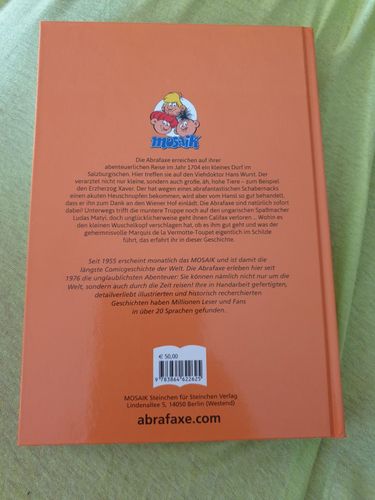 mosaik
Die Abrafaxe erreichen auf ihrer
abenteuerlichen Reise im Jahr 1704 ein kleines Dorf im
Salzburgischen. Hier treffen sie auf den Viehdoktor Hans Wurst. Der
verarztet nicht nur kleine, sondern auch große, äh, hohe Tiere – zum Beispiel
den Erzherzog Xaver. Der hat wegen eines abrafantastischen Schabernacks
einen akuten Heuschnupfen bekommen, wird aber vom Hansl so gut behandelt,
dass er ihn zum Dank an den Wiener Hof einlädt. Die Abrafaxe und natürlich sofort
dabei! Unterwegs trifft die muntere Truppe noch auf den ungarischen Spaßmacher
Ludas Matyi, doch unglücklicherweise geht ihnen Califax verloren ... Wohin es
den kleinen Wuschelkopf verschlagen hat, ob es ihm gut geht und was der
geheimnisvolle Marquis de la Vermotte-Toupet eigentlich im Schilde
führt, das erfahrt ihr in dieser Geschichte.
Seit 1955 erscheint monatlich das MOSAIK und ist damit die
längste Comicgeschichte der Welt. Die Abrafaxe erleben hier seit
1976 die unglaublichsten Abenteuer: Sie können nämlich nicht nur um die
Welt, sondern auch durch die Zeit reisen! Ihre in Handarbeit gefertigten,
detailverliebt illustrierten und historisch recherchierten
Geschichten haben Millionen Leser und Fans
in über 20 Sprachen gefunden.
€ 50,00
9 783864 622625
MOSAIK Steinchen für Steinchen Verlag
Lindenallee 5, 14050 Berlin (Westend)
abrafaxe.com